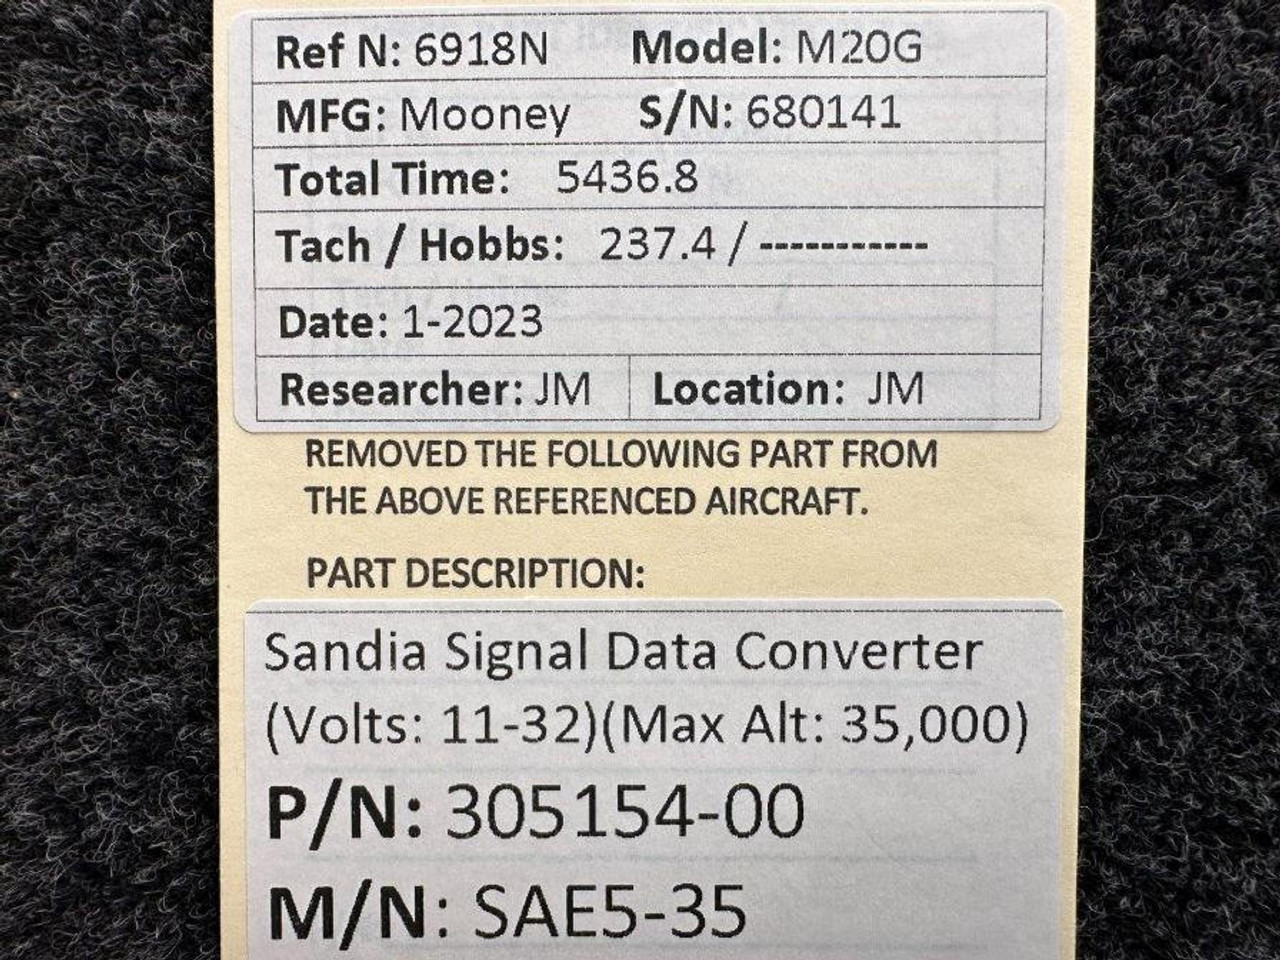 Ref N: 6918N Model: M20G
MFG: Mooney S/N: 680141
Total Time: 5436.8
Tach / Hobbs: 237.4 / -----------
Date: 1-2023
Researcher: JM Location: JM
REMOVED THE FOLLOWING PART FROM
THE ABOVE REFERENCED AIRCRAFT.
PART DESCRIPTION:
Sandia Signal Data Converter
(Volts: 11-32)(Max Alt: 35,000)
P/N: 305154-00
M/N: SAE5-35